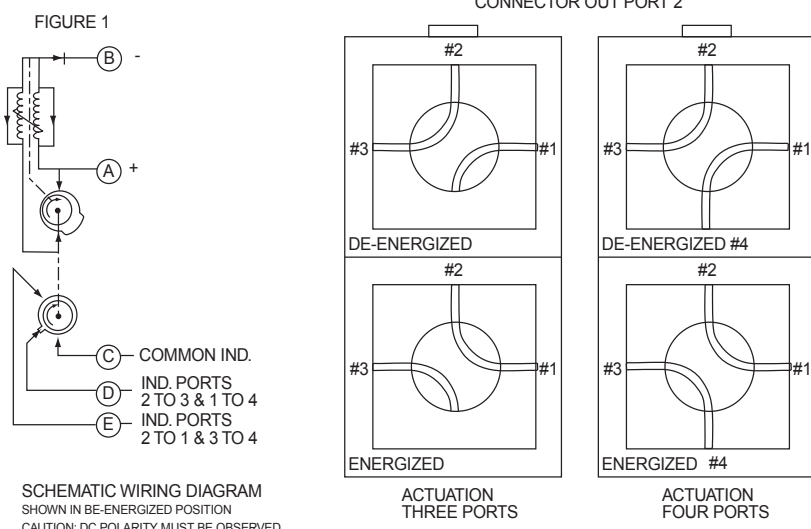 CONNECTOR OUT PORT 2
FIGURE 1
B -
A +
C COMMON IND.
D IND. PORTS
2 TO 3 & 1 TO 4
E IND. PORTS
2 TO 1 & 3 TO 4
SCHEMATIC WIRING DIAGRAM
SHOWN IN BE-ENERGIZED POSITION
CAUTION: DC POLARITY MUST BE OBSERVED
#2
#3 #1
DE-ENERGIZED
#2
#3 #1
ENERGIZED
ACTUATION
THREE PORTS
#2
#3 #1
DE-ENERGIZED #4
#2
#3 #1
ENERGIZED #4
ACTUATION
FOUR PORTS